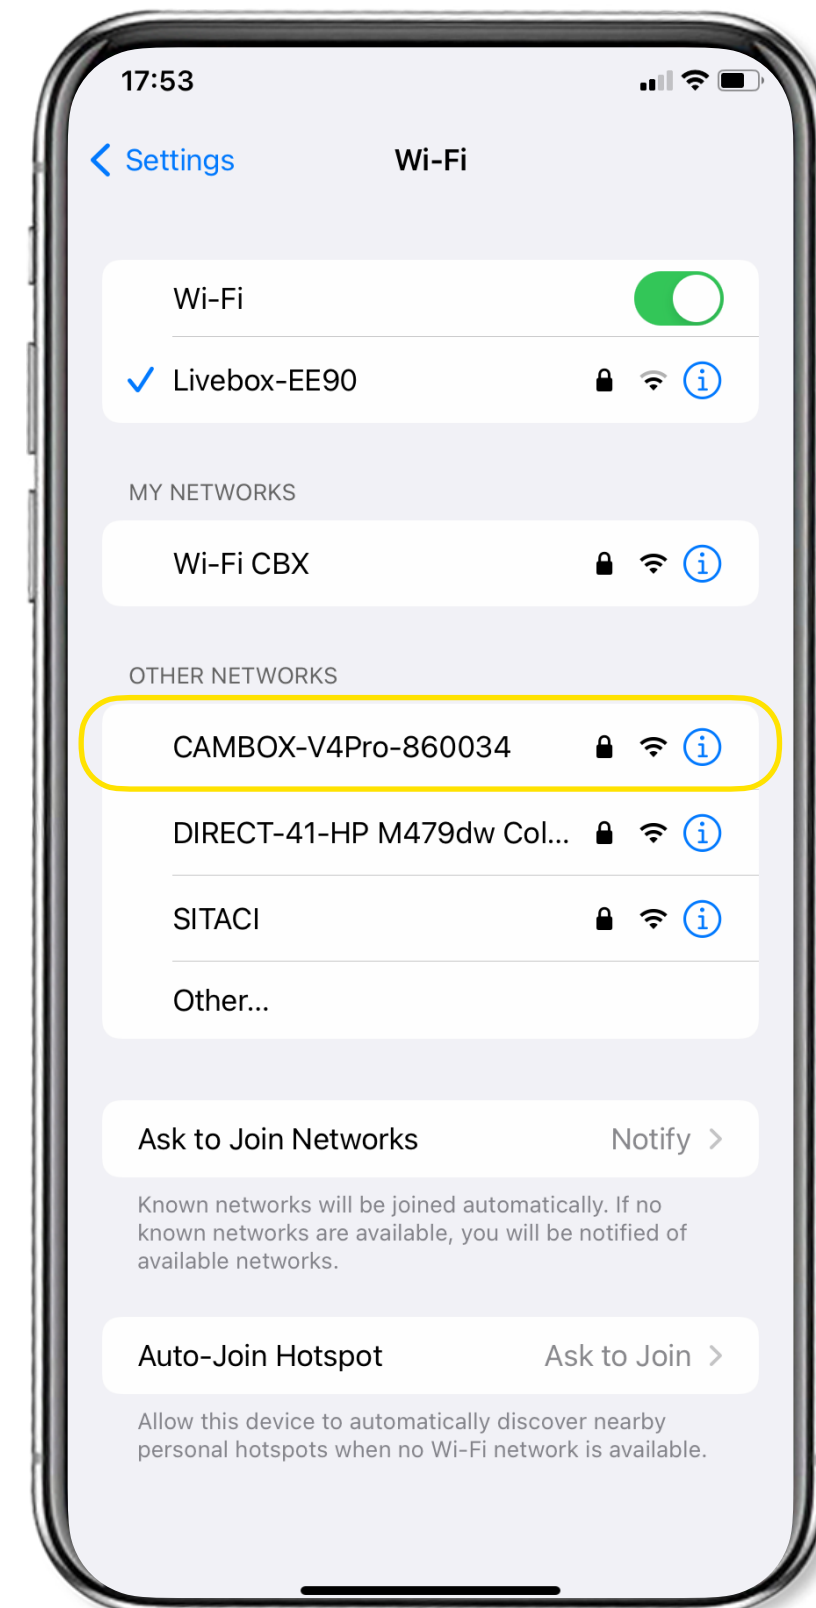 17:53
Settings
Wi-Fi
Wi-Fi
Livebox-EE90
MY NETWORKS
Wi-Fi CBX
OTHER NETWORKS
CAMBOX-V4Pro-860034
DIRECT-41-HP M479dw Col...
SITACI
Other...
Ask to Join Networks
Notify
Known networks will be joined automatically. If no
known networks are available, you will be notified of
available networks.
Auto-Join Hotspot
Ask to Join
Allow this device to automatically discover nearby
personal hotspots when no Wi-Fi network is available.